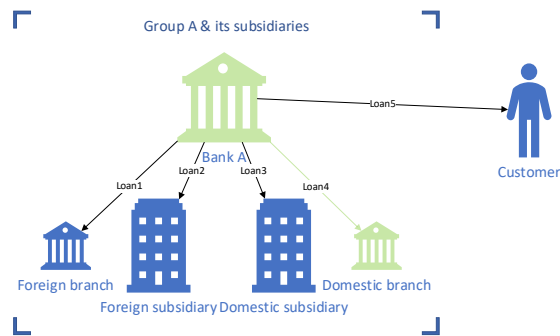 Group A & its subsidiaries
Loan5
Bank A
Customer
Loan1
Loan2
Loan3
Loan4
Foreign branch
Domestic branch
Foreign subsidiary
Domestic subsidiary